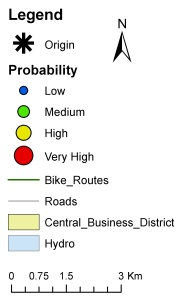 Legend
N
Origin
Probability
Low
Medium
High
Very High
Bike_Routes
Roads
Central_Business_District
Hydro
0 0.75 1.5 3 Km